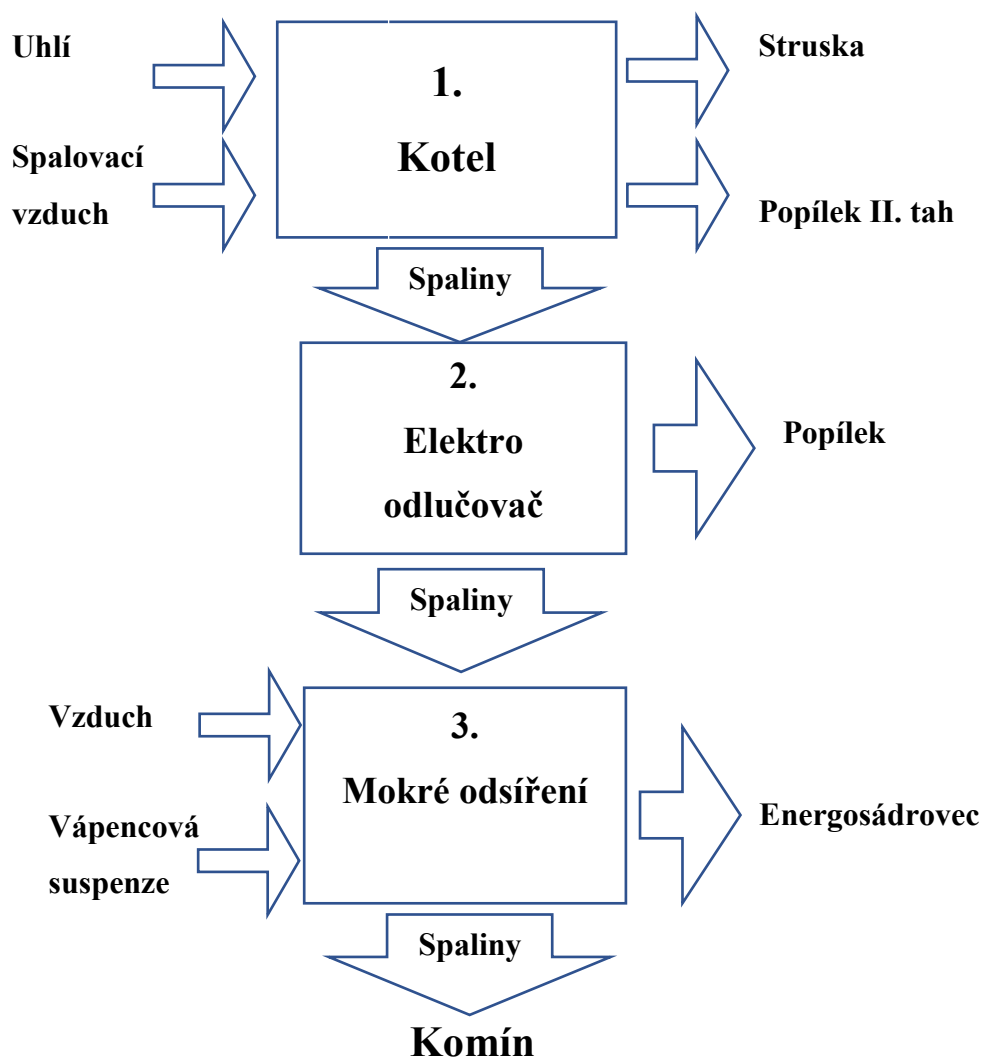 Uhlí
Spalovací
vzduch
1.
Kotel
Struska
Popílek II. tah
Spaliny
2.
Elektro
odlučovač
Popílek
Spaliny
Vzduch
Vápencová
suspenze
3.
Mokré odsíření
Energosádrovec
Spaliny
Komín